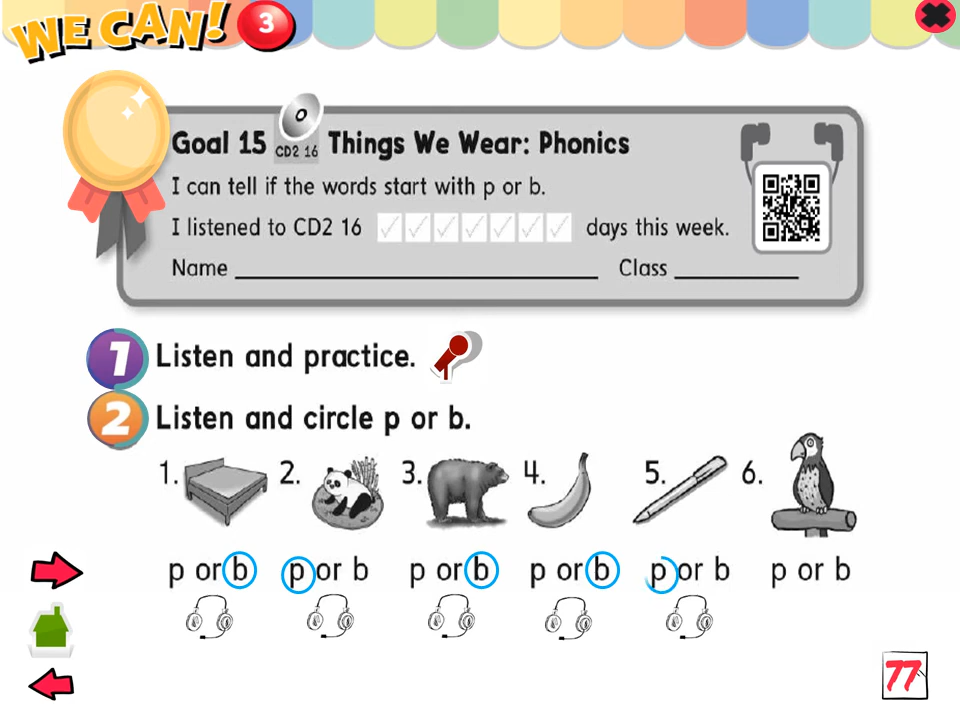 WE CAN! 3
Goal 15 CD2 16 Things We Wear: Phonics
I can tell if the words start with p or b.
I listened to CD2 16 days this week.
Name Class
1 Listen and practice.
2 Listen and circle p or b.
1. 2. 3. 4. 5. 6.
p or b p or b p or b p or b p or b p or b
77